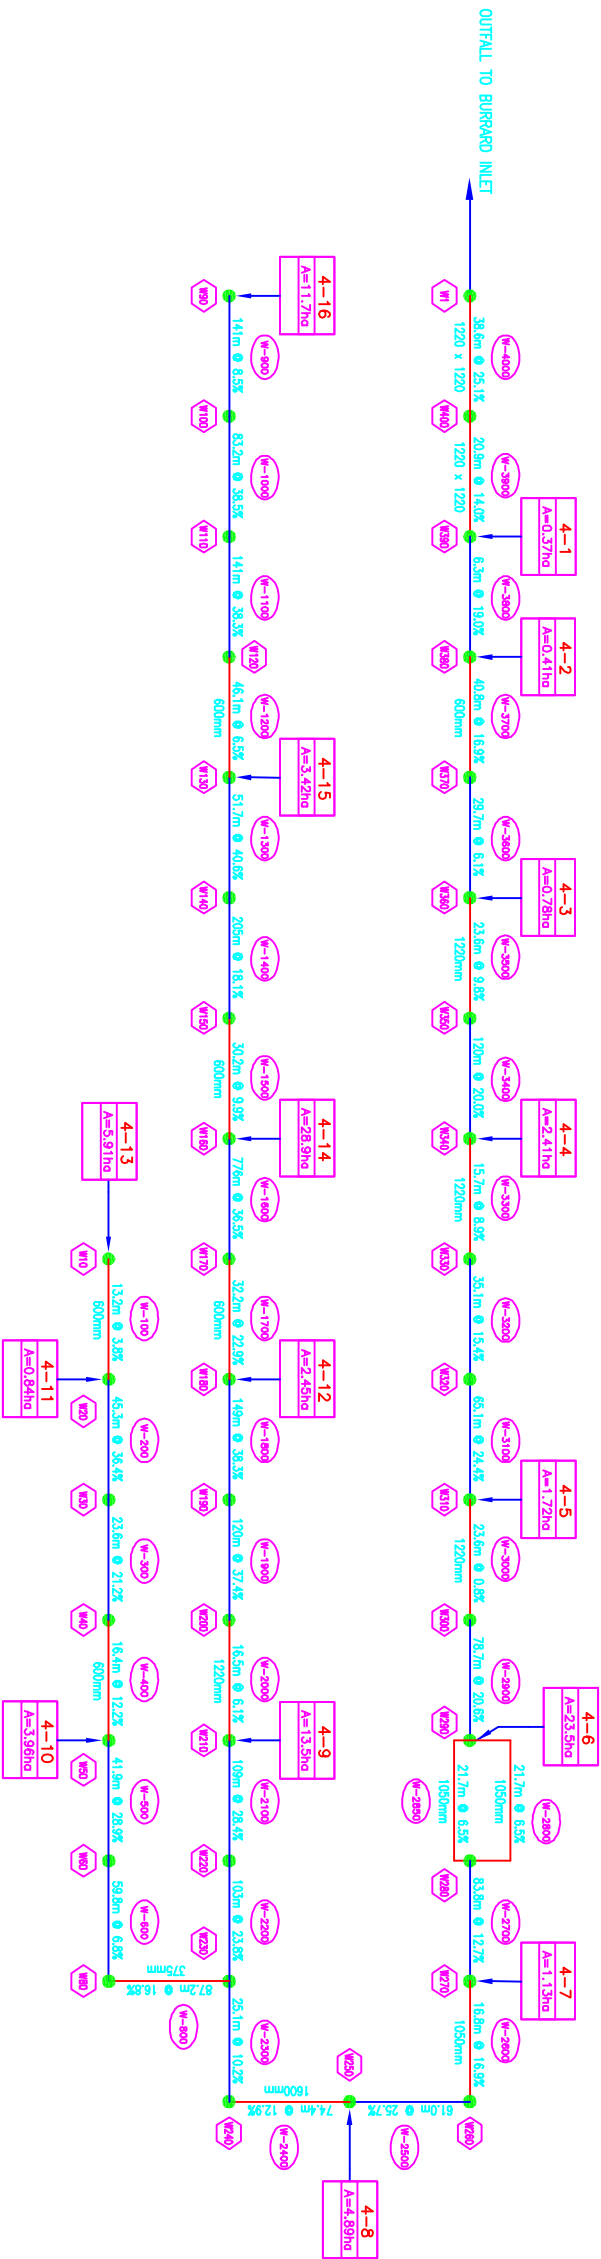 OUTFALL TO BURRARD INLET
W1
38.6m @ 25.1%
1220 x 1220
W-4000
W400
20.9m @ 14.0%
1220 x 1220
W-3900
4-1
A=0.37ha
W390
6.3m @ 19.0%
W-3800
4-2
A=0.41ha
W380
40.8m @ 16.9%
600mm
W-3700
W370
29.7m @ 6.1%
W-3600
4-3
A=0.78ha
W360
23.6m @ 9.8%
1220mm
W-3500
W350
120m @ 20.0%
W-3400
4-4
A=2.41ha
W340
15.7m @ 8.9%
1220mm
W-3300
W330
35.1m @ 15.4%
W-3200
W320
65.1m @ 24.4%
W-3100
4-5
A=1.72ha
W310
23.6m @ 0.8%
1220mm
W-3000
W300
78.7m @ 20.6%
W-2900
4-6
A=23.5ha
W290
21.7m @ 6.5%
1050mm
W-2800
21.7m @ 6.5%
1050mm
W-2850
W280
83.8m @ 12.7%
W-2700
4-7
A=1.13ha
W270
16.8m @ 16.9%
1050mm
W-2600
W260
61.0m @ 25.7%
W-2500
W250
4-8
A=4.89ha
74.4m @ 12.9%
1600mm
W-2400
W240
4-16
A=11.7ha
W90
141m @ 8.5%
W-900
W100
83.2m @ 38.5%
W-1000
W110
141m @ 38.3%
W-1100
W120
46.1m @ 6.5%
600mm
W-1200
4-15
A=3.42ha
W130
51.7m @ 40.6%
W-1300
W140
205m @ 18.1%
W-1400
W150
30.2m @ 9.9%
600mm
W-1500
4-14
A=28.9ha
W160
776m @ 36.5%
W-1600
W170
32.2m @ 22.9%
600mm
W-1700
4-12
A=2.45ha
W180
149m @ 38.3%
W-1800
W190
120m @ 37.4%
W-1900
W200
16.5m @ 6.1%
1220mm
W-2000
4-9
A=13.5ha
W210
109m @ 28.4%
W-2100
W220
103m @ 23.8%
W-2200
W230
25.1m @ 10.2%
W-2300
4-13
A=5.91ha
W10
13.2m @ 3.8%
600mm
W-100
4-11
A=0.84ha
W20
45.3m @ 36.4%
W-200
W30
23.6m @ 21.2%
W-300
W40
16.4m @ 12.2%
600mm
W-400
4-10
A=3.96ha
W50
41.9m @ 28.9%
W-500
W60
59.8m @ 6.8%
W-600
W80
375mm
87.2m @ 16.8%
W-800